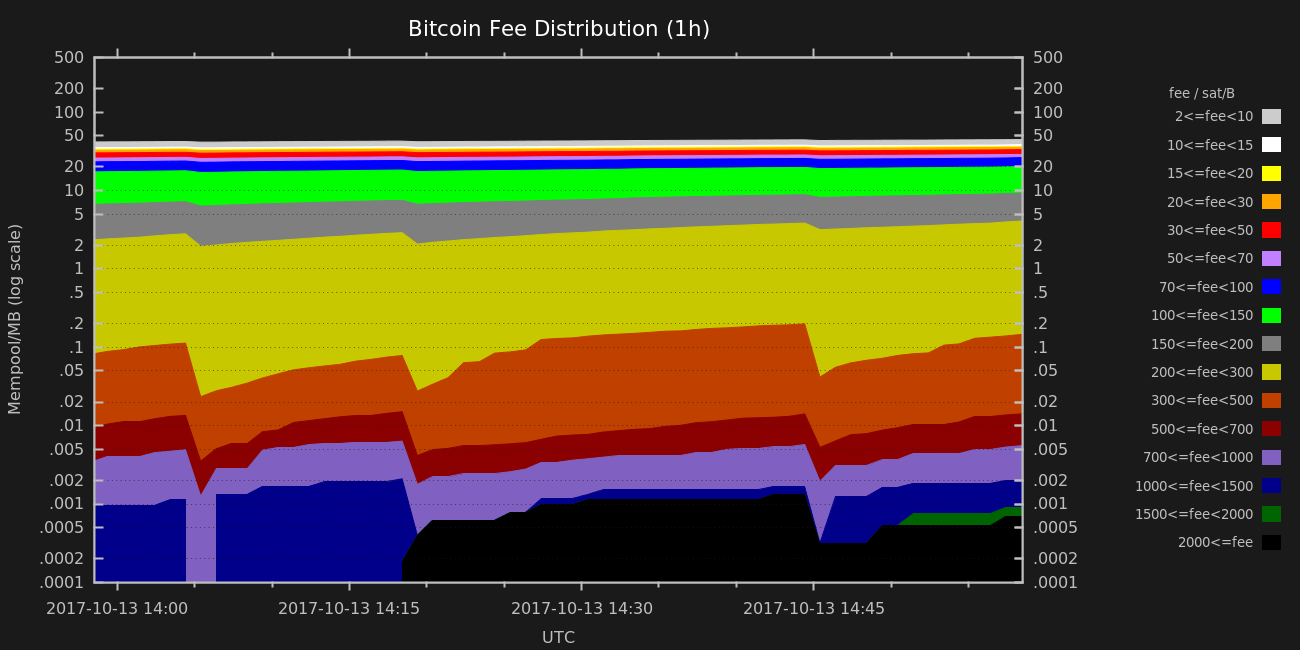 Bitcoin Fee Distribution (1h)
Mempool/MB (log scale)
500
200
100
50
20
10
5
2
1
.5
.2
.1
.05
.02
.01
.005
.002
.001
.0005
.0002
.0001
500
200
100
50
20
10
5
2
1
.5
.2
.1
.05
.02
.01
.005
.002
.001
.0005
.0002
.0001
2017-10-13 14:00 2017-10-13 14:15 2017-10-13 14:30 2017-10-13 14:45
UTC
fee / sat/B
2<=fee<10
10<=fee<15
15<=fee<20
20<=fee<30
30<=fee<50
50<=fee<70
70<=fee<100
100<=fee<150
150<=fee<200
200<=fee<300
300<=fee<500
500<=fee<700
700<=fee<1000
1000<=fee<1500
1500<=fee<2000
2000<=fee